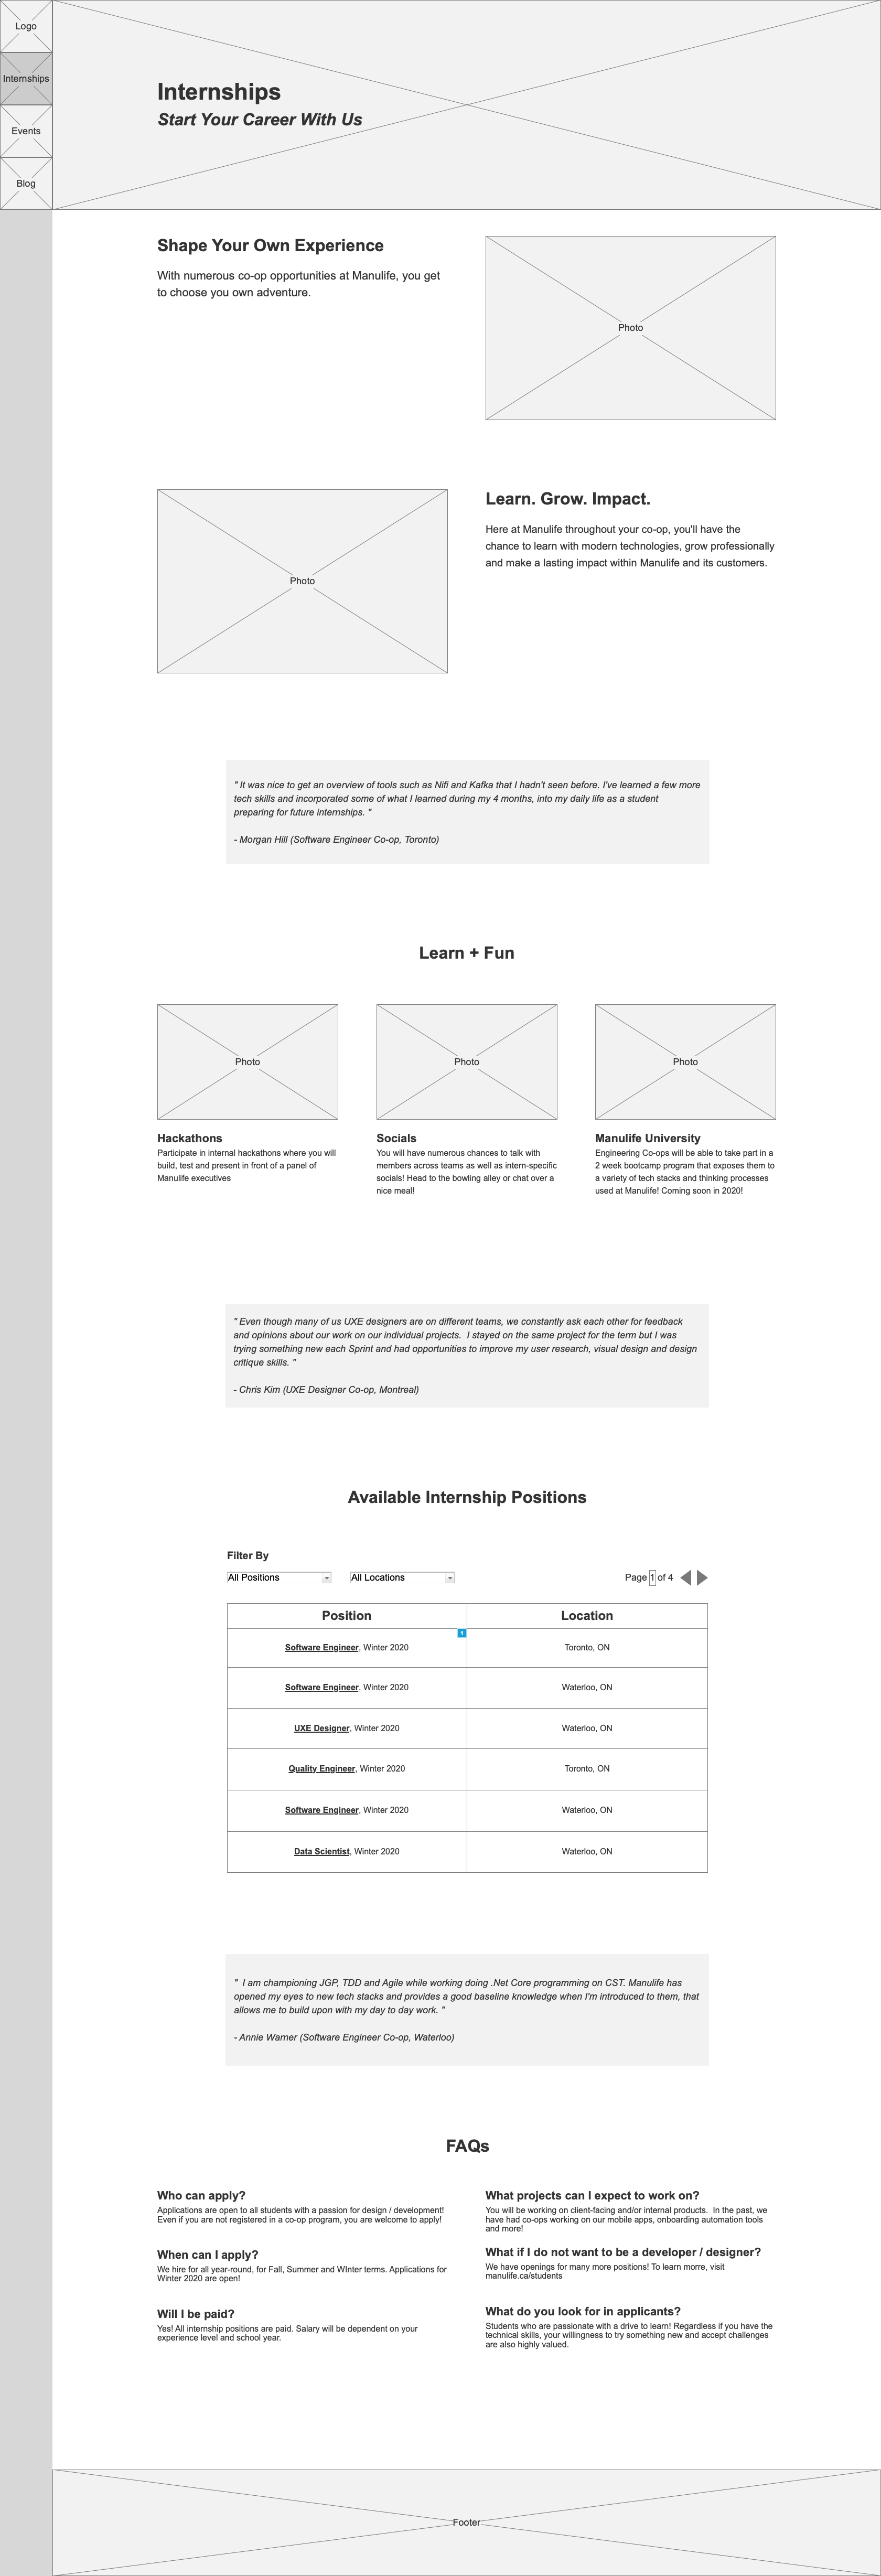 Logo
Internships
Events
Blog
Internships
Start Your Career With Us
Shape Your Own Experience
With numerous co-op opportunities at Manulife, you get
to choose you own adventure.
Photo
Photo
Learn. Grow. Impact.
Here at Manulife throughout your co-op, you'll have the
chance to learn with modern technologies, grow professionally
and make a lasting impact within Manulife and its customers.
" It was nice to get an overview of tools such as Nifi and Kafka that I hadn't seen before. I've learned a few more
tech skills and incorporated some of what I learned during my 4 months, into my daily life as a student
preparing for future internships. "
- Morgan Hill (Software Engineer Co-op, Toronto)
Learn + Fun
Photo
Photo
Photo
Hackathons
Participate in internal hackathons where you will
build, test and present in front of a panel of
Manulife executives
Socials
You will have numerous chances to talk with
members across teams as well as intern-specific
socials! Head to the bowling alley or chat over a
nice meal!
Manulife University
Engineering Co-ops will be able to take part in a
2 week bootcamp program that exposes them to
a variety of tech stacks and thinking processes
used at Manulife! Coming soon in 2020!
" Even though many of us UXE designers are on different teams, we constantly ask each other for feedback
and opinions about our work on our individual projects.  I stayed on the same project for the term but I was
trying something new each Sprint and had opportunities to improve my user research, visual design and design
critique skills. "
- Chris Kim (UXE Designer Co-op, Montreal)
Available Internship Positions
Filter By
All Positions All Locations Page 1 of 4
Position Location
1
Software Engineer, Winter 2020 Toronto, ON
Software Engineer, Winter 2020 Waterloo, ON
UXE Designer, Winter 2020 Waterloo, ON
Quality Engineer, Winter 2020 Toronto, ON
Software Engineer, Winter 2020 Waterloo, ON
Data Scientist, Winter 2020 Waterloo, ON
"  I am championing JGP, TDD and Agile while working doing .Net Core programming on CST. Manulife has
opened my eyes to new tech stacks and provides a good baseline knowledge when I'm introduced to them, that
allows me to build upon with my day to day work. "
- Annie Warner (Software Engineer Co-op, Waterloo)
FAQs
Who can apply?
Applications are open to all students with a passion for design / development!
Even if you are not registered in a co-op program, you are welcome to apply!
When can I apply?
We hire for all year-round, for Fall, Summer and WInter terms. Applications for
Winter 2020 are open!
Will I be paid?
Yes! All internship positions are paid. Salary will be dependent on your
experience level and school year.
What projects can I expect to work on?
You will be working on client-facing and/or internal products.  In the past, we
have had co-ops working on our mobile apps, onboarding automation tools
and more!
What if I do not want to be a developer / designer?
We have openings for many more positions! To learn morre, visit
manulife.ca/students
What do you look for in applicants?
Students who are passionate with a drive to learn! Regardless if you have the
technical skills, your willingness to try something new and accept challenges
are also highly valued.
Footer